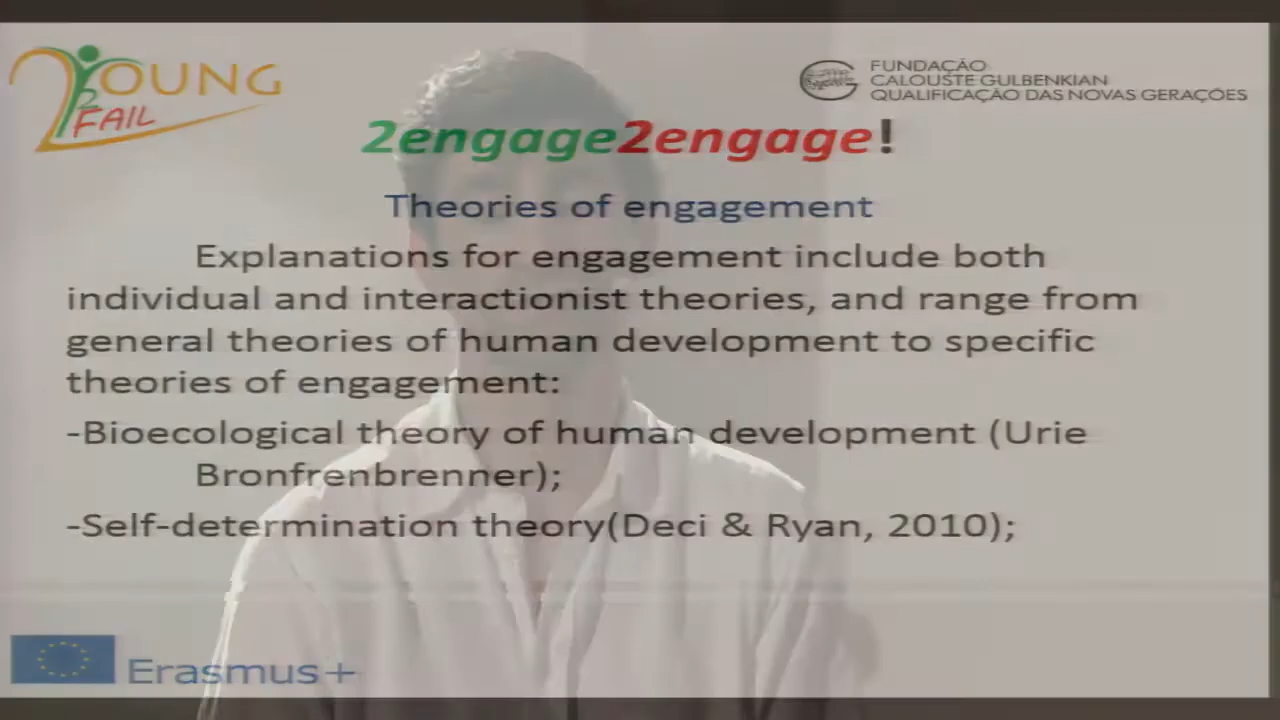 YOUNG
2
FAIL
FUNDAÇÃO
CALOUSTE GULBENKIAN
QUALIFICAÇÃO DAS NOVAS GERAÇÕES
2engage2engage!
Theories of engagement
Explanations for engagement include both
individual and interactionist theories, and range from
general theories of human development to specific
theories of engagement:
-Bioecological theory of human development (Urie
Bronfrenbrenner);
-Self-determination theory(Deci & Ryan, 2010);
Erasmus+